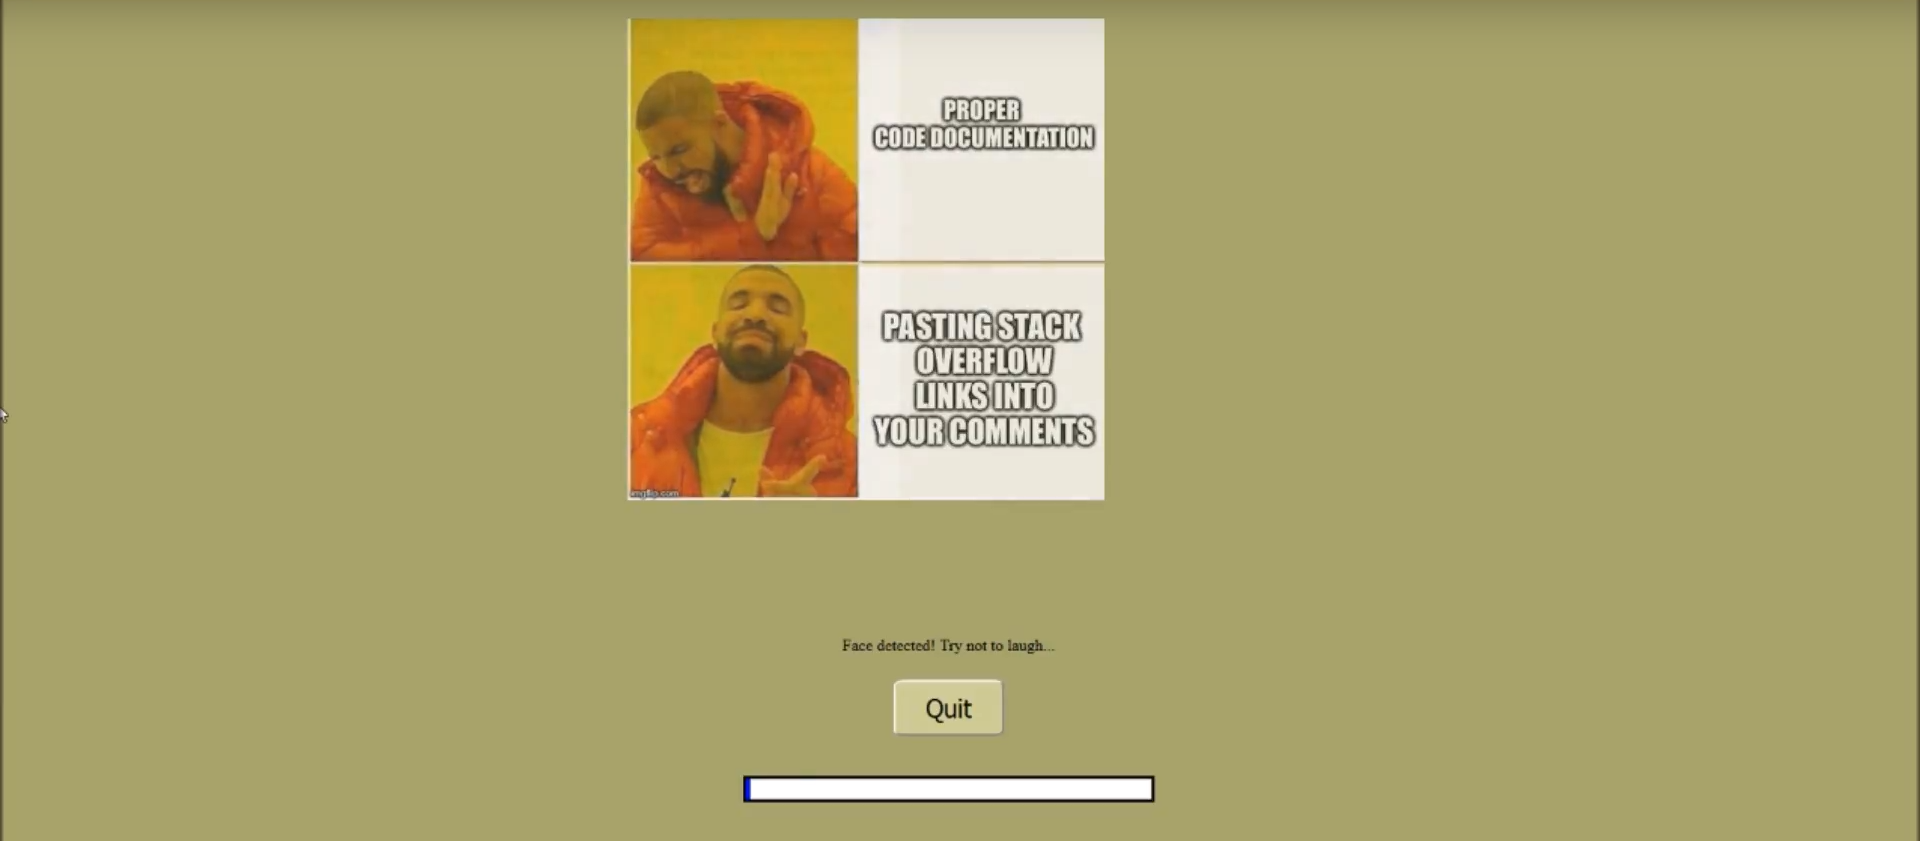 PROPER
CODE DOCUMENTATION
PASTING STACK
OVERFLOW
LINKS INTO
YOUR COMMENTS
imgflip.com
Face detected! Try not to laugh...
Quit